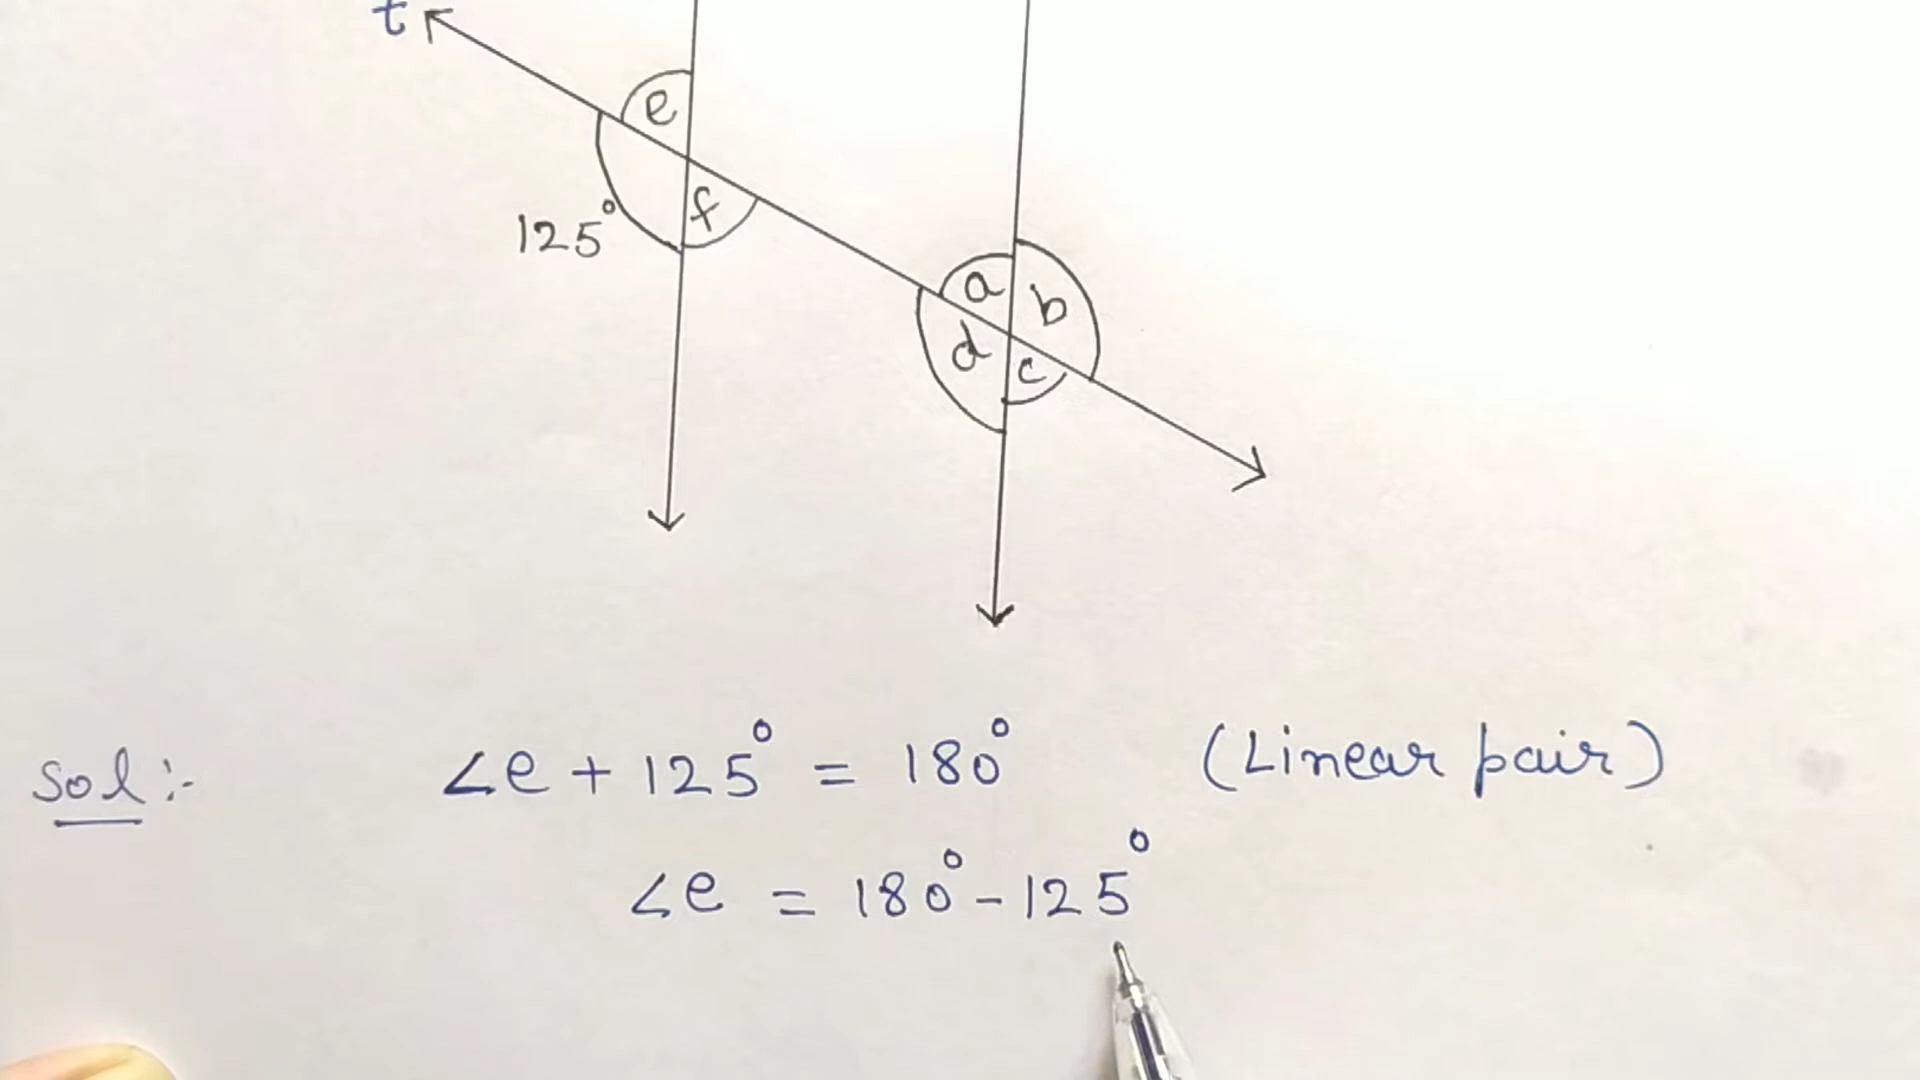 t
e
f
125°
a
b
d
c
Sol:- ∠e + 125° = 180° (Linear pair)
∠e = 180° - 125°